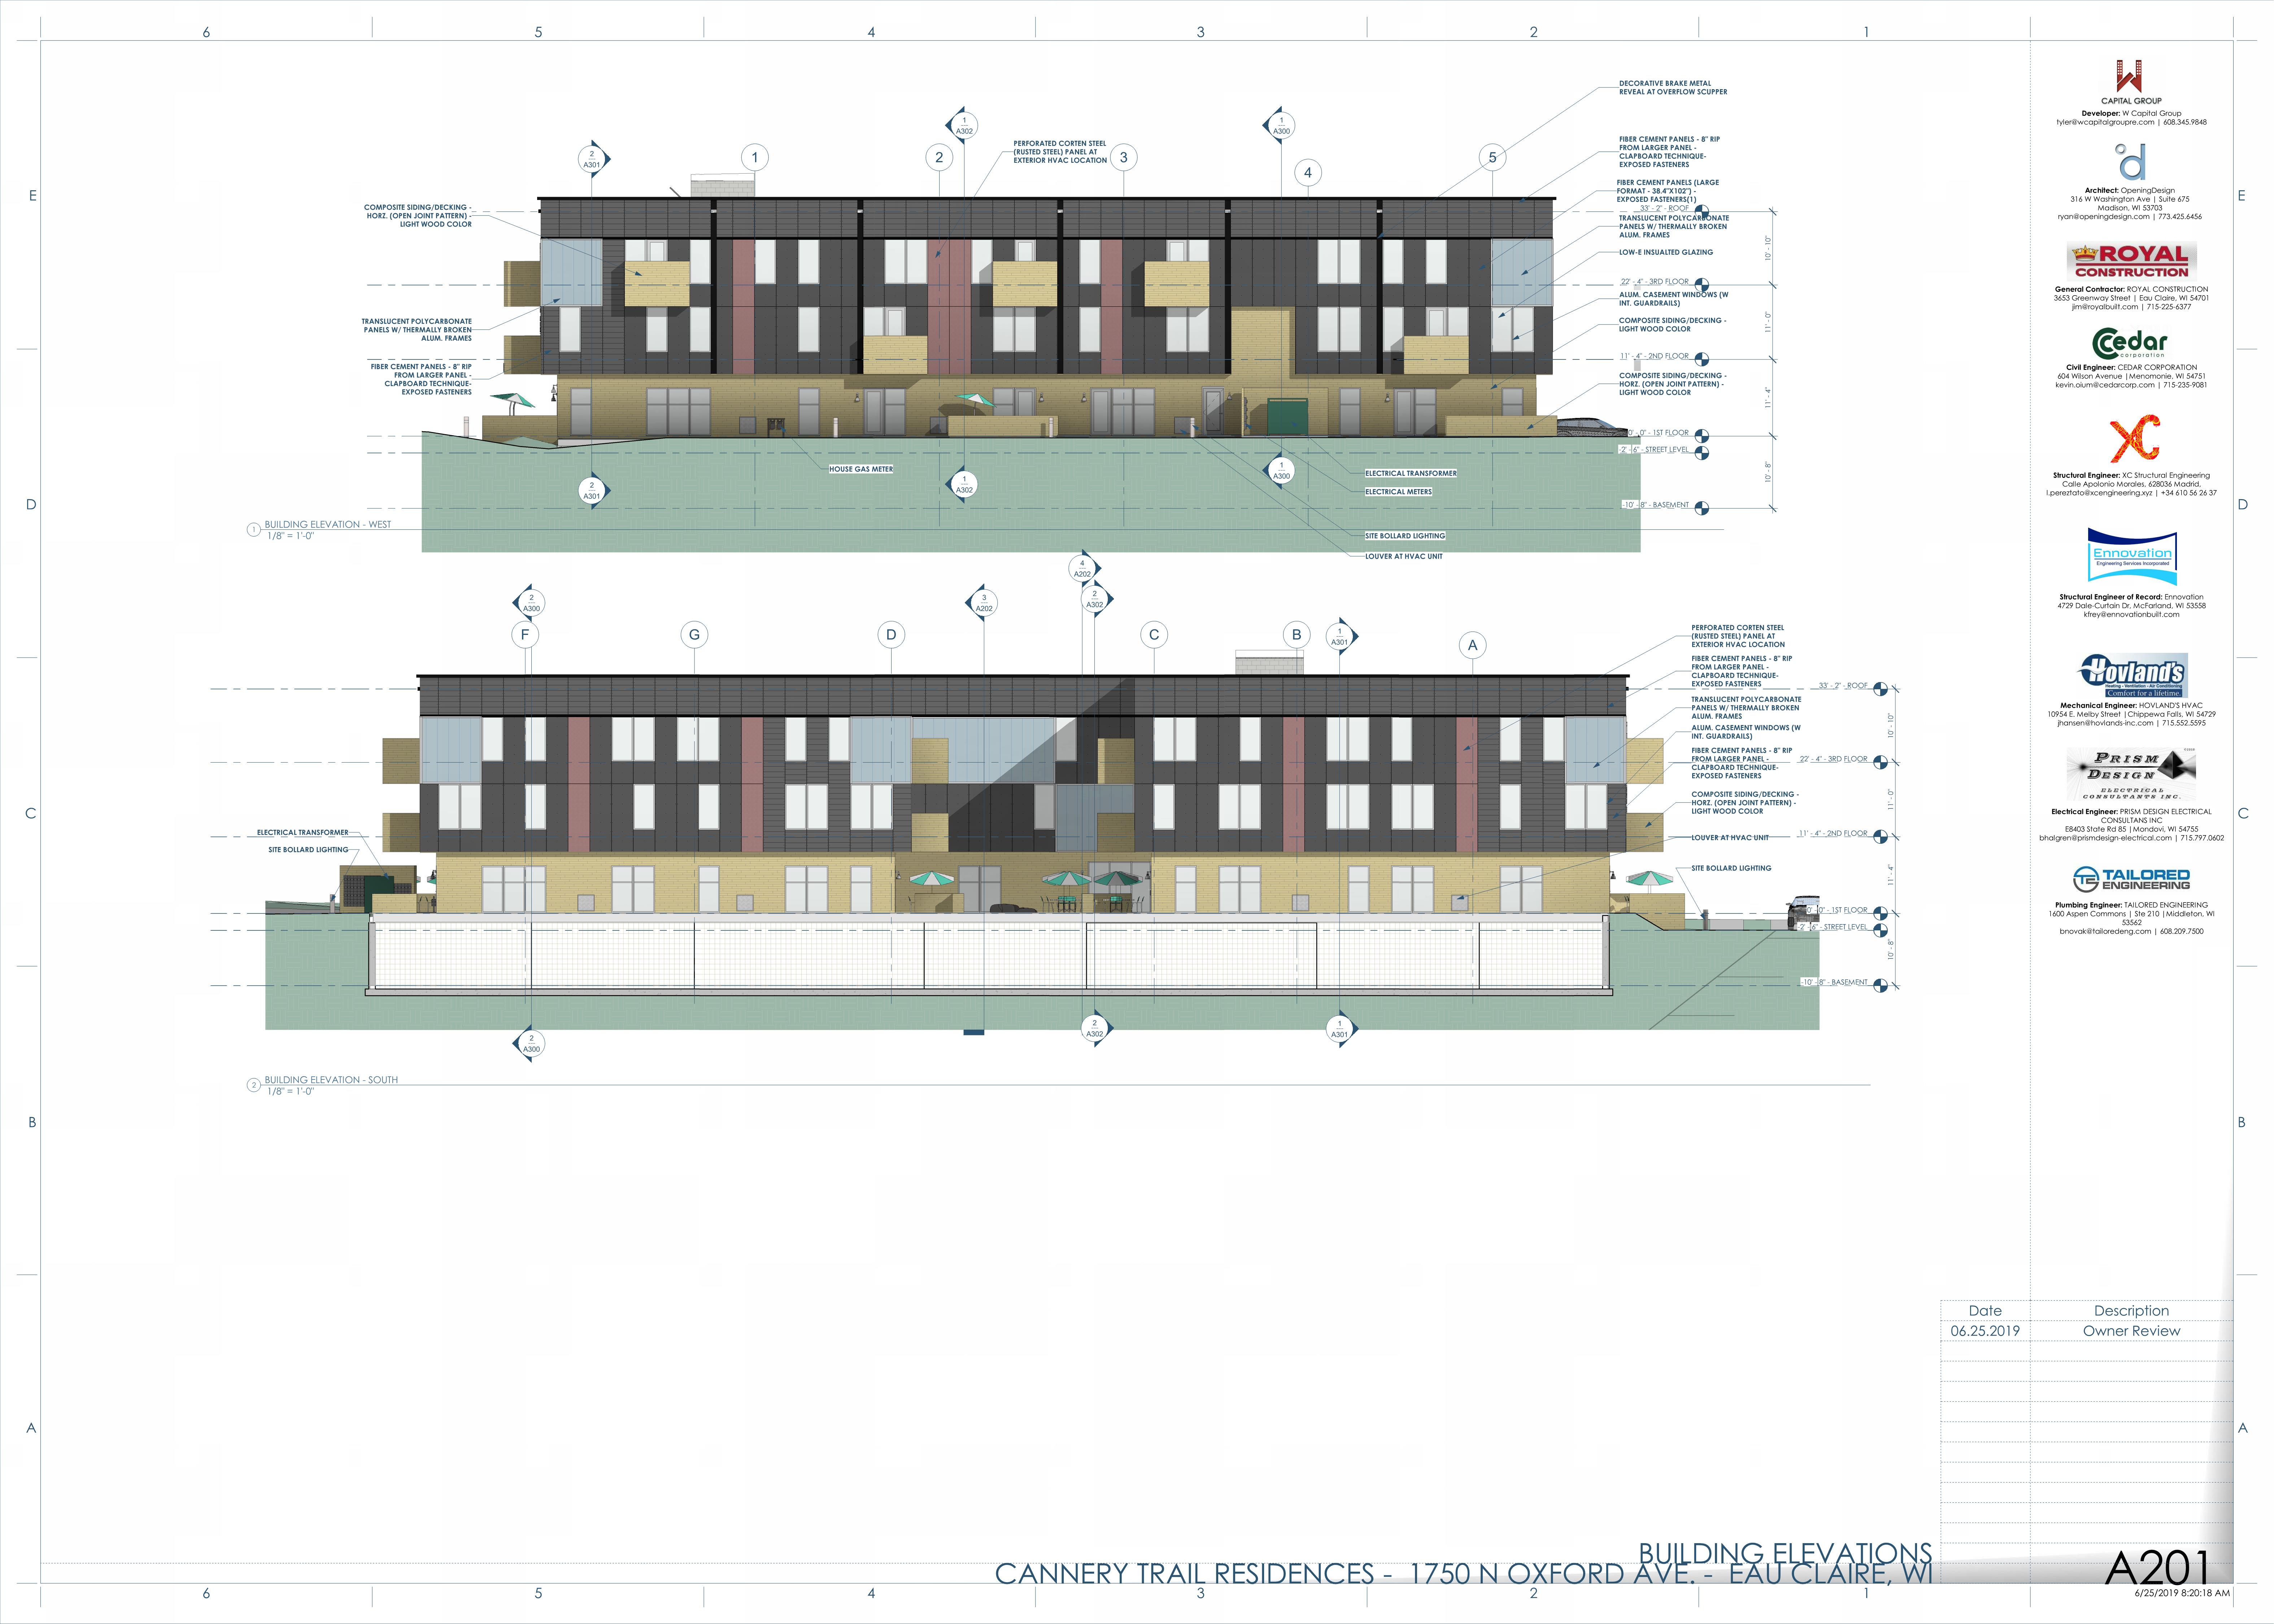 6 5 4 3 2 1
E
D
C
B
A
DECORATIVE BRAKE METAL
REVEAL AT OVERFLOW SCUPPER
1
A302
1
A300
2
A301
1
2
3
4
5
PERFORATED CORTEN STEEL
(RUSTED STEEL) PANEL AT
EXTERIOR HVAC LOCATION
FIBER CEMENT PANELS - 8" RIP
FROM LARGER PANEL -
CLAPBOARD TECHNIQUE-
EXPOSED FASTENERS
FIBER CEMENT PANELS (LARGE
FORMAT - 38.4"X102") -
EXPOSED FASTENERS(1)
33' - 2" - ROOF
TRANSLUCENT POLYCARBONATE
PANELS W/ THERMALLY BROKEN
ALUM. FRAMES
LOW-E INSUALTED GLAZING
22' - 4" - 3RD FLOOR
ALUM. CASEMENT WINDOWS (W
INT. GUARDRAILS)
COMPOSITE SIDING/DECKING -
LIGHT WOOD COLOR
11' - 4" - 2ND FLOOR
COMPOSITE SIDING/DECKING -
HORZ. (OPEN JOINT PATTERN) -
LIGHT WOOD COLOR
0' - 0" - 1ST FLOOR
-2' - 6" - STREET LEVEL
-10' - 8" - BASEMENT
10' - 10"
11' - 0"
11' - 4"
10' - 8"
COMPOSITE SIDING/DECKING -
HORZ. (OPEN JOINT PATTERN) -
LIGHT WOOD COLOR
TRANSLUCENT POLYCARBONATE
PANELS W/ THERMALLY BROKEN
ALUM. FRAMES
FIBER CEMENT PANELS - 8" RIP
FROM LARGER PANEL -
CLAPBOARD TECHNIQUE-
EXPOSED FASTENERS
HOUSE GAS METER
ELECTRICAL TRANSFORMER
ELECTRICAL METERS
SITE BOLLARD LIGHTING
LOUVER AT HVAC UNIT
2
A301
1
A302
1
A300
1 BUILDING ELEVATION - WEST
1/8" = 1'-0"
4
A202
2
A300
3
A202
2
A302
1
A301
F
G
D
C
B
A
PERFORATED CORTEN STEEL
(RUSTED STEEL) PANEL AT
EXTERIOR HVAC LOCATION
FIBER CEMENT PANELS - 8" RIP
FROM LARGER PANEL -
CLAPBOARD TECHNIQUE-
EXPOSED FASTENERS
33' - 2" - ROOF
TRANSLUCENT POLYCARBONATE
PANELS W/ THERMALLY BROKEN
ALUM. FRAMES
ALUM. CASEMENT WINDOWS (W
INT. GUARDRAILS)
FIBER CEMENT PANELS - 8" RIP
FROM LARGER PANEL -
CLAPBOARD TECHNIQUE-
EXPOSED FASTENERS
22' - 4" - 3RD FLOOR
COMPOSITE SIDING/DECKING -
HORZ. (OPEN JOINT PATTERN) -
LIGHT WOOD COLOR
LOUVER AT HVAC UNIT
11' - 4" - 2ND FLOOR
SITE BOLLARD LIGHTING
0' - 0" - 1ST FLOOR
-2' - 6" - STREET LEVEL
-10' - 8" - BASEMENT
10' - 10"
11' - 0"
11' - 4"
10' - 8"
ELECTRICAL TRANSFORMER
SITE BOLLARD LIGHTING
2
A300
2
A302
1
A301
2 BUILDING ELEVATION - SOUTH
1/8" = 1'-0"
CAPITAL GROUP
Developer: W Capital Group
tyler@wcapitalgroupre.com | 608.345.9848
Architect: OpeningDesign
316 W Washington Ave | Suite 675
Madison, WI 53703
ryan@openingdesign.com | 773.425.6456
ROYAL
CONSTRUCTION
General Contractor: ROYAL CONSTRUCTION
3653 Greenway Street | Eau Claire, WI 54701
jim@royalbuilt.com | 715-225-6377
Cedar
corporation
Civil Engineer: CEDAR CORPORATION
604 Wilson Avenue |Menomonie, WI 54751
kevin.oium@cedarcorp.com | 715-235-9081
XC
Structural Engineer: XC Structural Engineering
Calle Apolonio Morales, 628036 Madrid,
l.pereztato@xcengineering.xyz | +34 610 56 26 37
Ennovation
Engineering Services Incorporated
Structural Engineer of Record: Ennovation
4729 Dale-Curtain Dr, McFarland, WI 53558
kfrey@ennovationbuilt.com
Hovland's
Heating - Ventilation - Air Conditioning
Comfort for a lifetime.
Mechanical Engineer: HOVLAND'S HVAC
10954 E. Melby Street |Chippewa Falls, WI 54729
jhansen@hovlands-inc.com | 715.552.5595
PRISM
DESIGN
ELECTRICAL
CONSULTANTS INC.
Electrical Engineer: PRISM DESIGN ELECTRICAL
CONSULTANS INC
E8403 State Rd 85 |Mondovi, WI 54755
bhalgren@prismdesign-electrical.com | 715.797.0602
TE TAILORED
ENGINEERING
Plumbing Engineer: TAILORED ENGINEERING
1600 Aspen Commons | Ste 210 |Middleton, WI
53562
bnovak@tailoredeng.com | 608.209.7500
Date Description
06.25.2019 Owner Review
BUILDING ELEVATIONS
CANNERY TRAIL RESIDENCES - 1750 N OXFORD AVE. - EAU CLAIRE, WI
A201
6/25/2019 8:20:18 AM
E
D
C
B
A
6 5 4 3 2 1